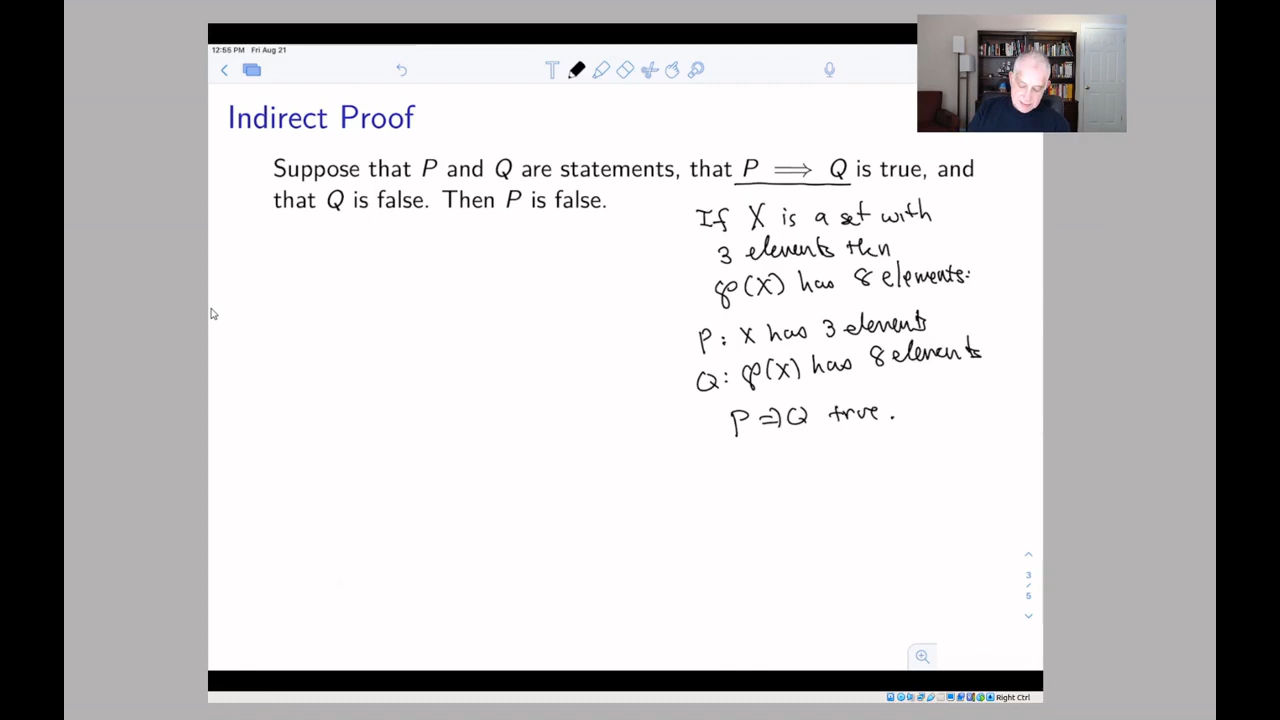 12:55 PM Fri Aug 21
T
Indirect Proof
Suppose that P and Q are statements, that P ⟹ Q is true, and
that Q is false. Then P is false.
If X is a set with
3 elements then
℘(X) has 8 elements.
P: X has 3 elements
Q: ℘(X) has 8 elements
P ⇒ Q true.
3
/
5
Right Ctrl